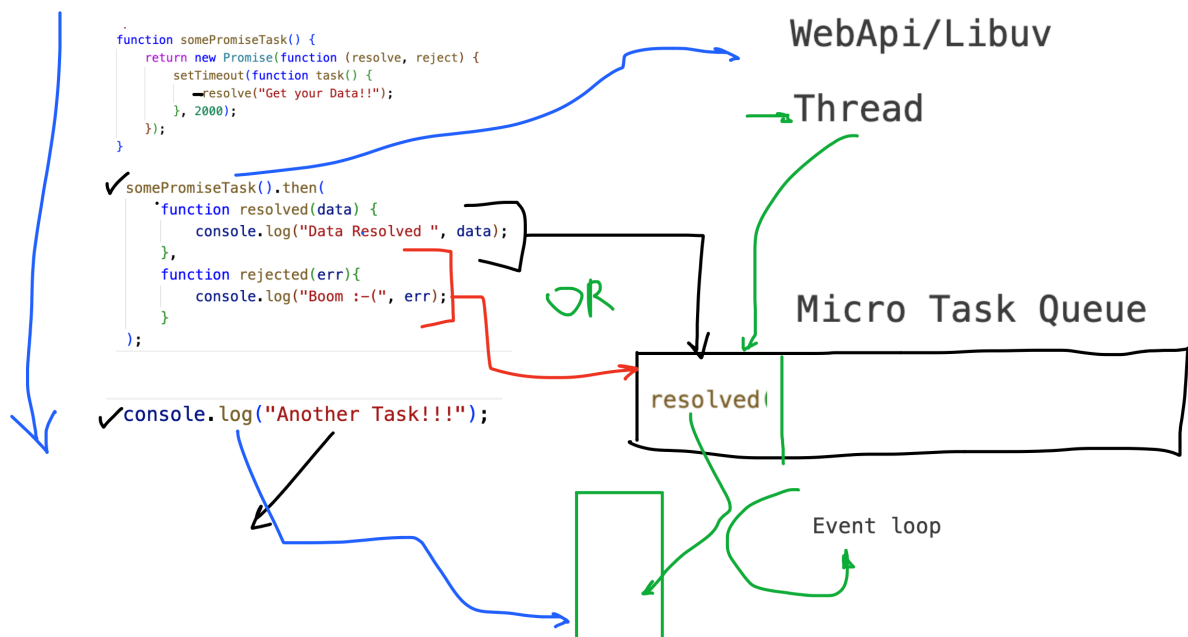 function somePromiseTask() {
return new Promise(function (resolve, reject) {
setTimeout(function task() {
resolve("Get your Data!!");
}, 2000);
});
}
somePromiseTask().then(
function resolved(data) {
console.log("Data Resolved ", data);
},
function rejected(err){
console.log("Boom :-(", err);
}
);
console.log("Another Task!!!");
WebApi/Libuv
Thread
OR
Micro Task Queue
resolved(
Event loop